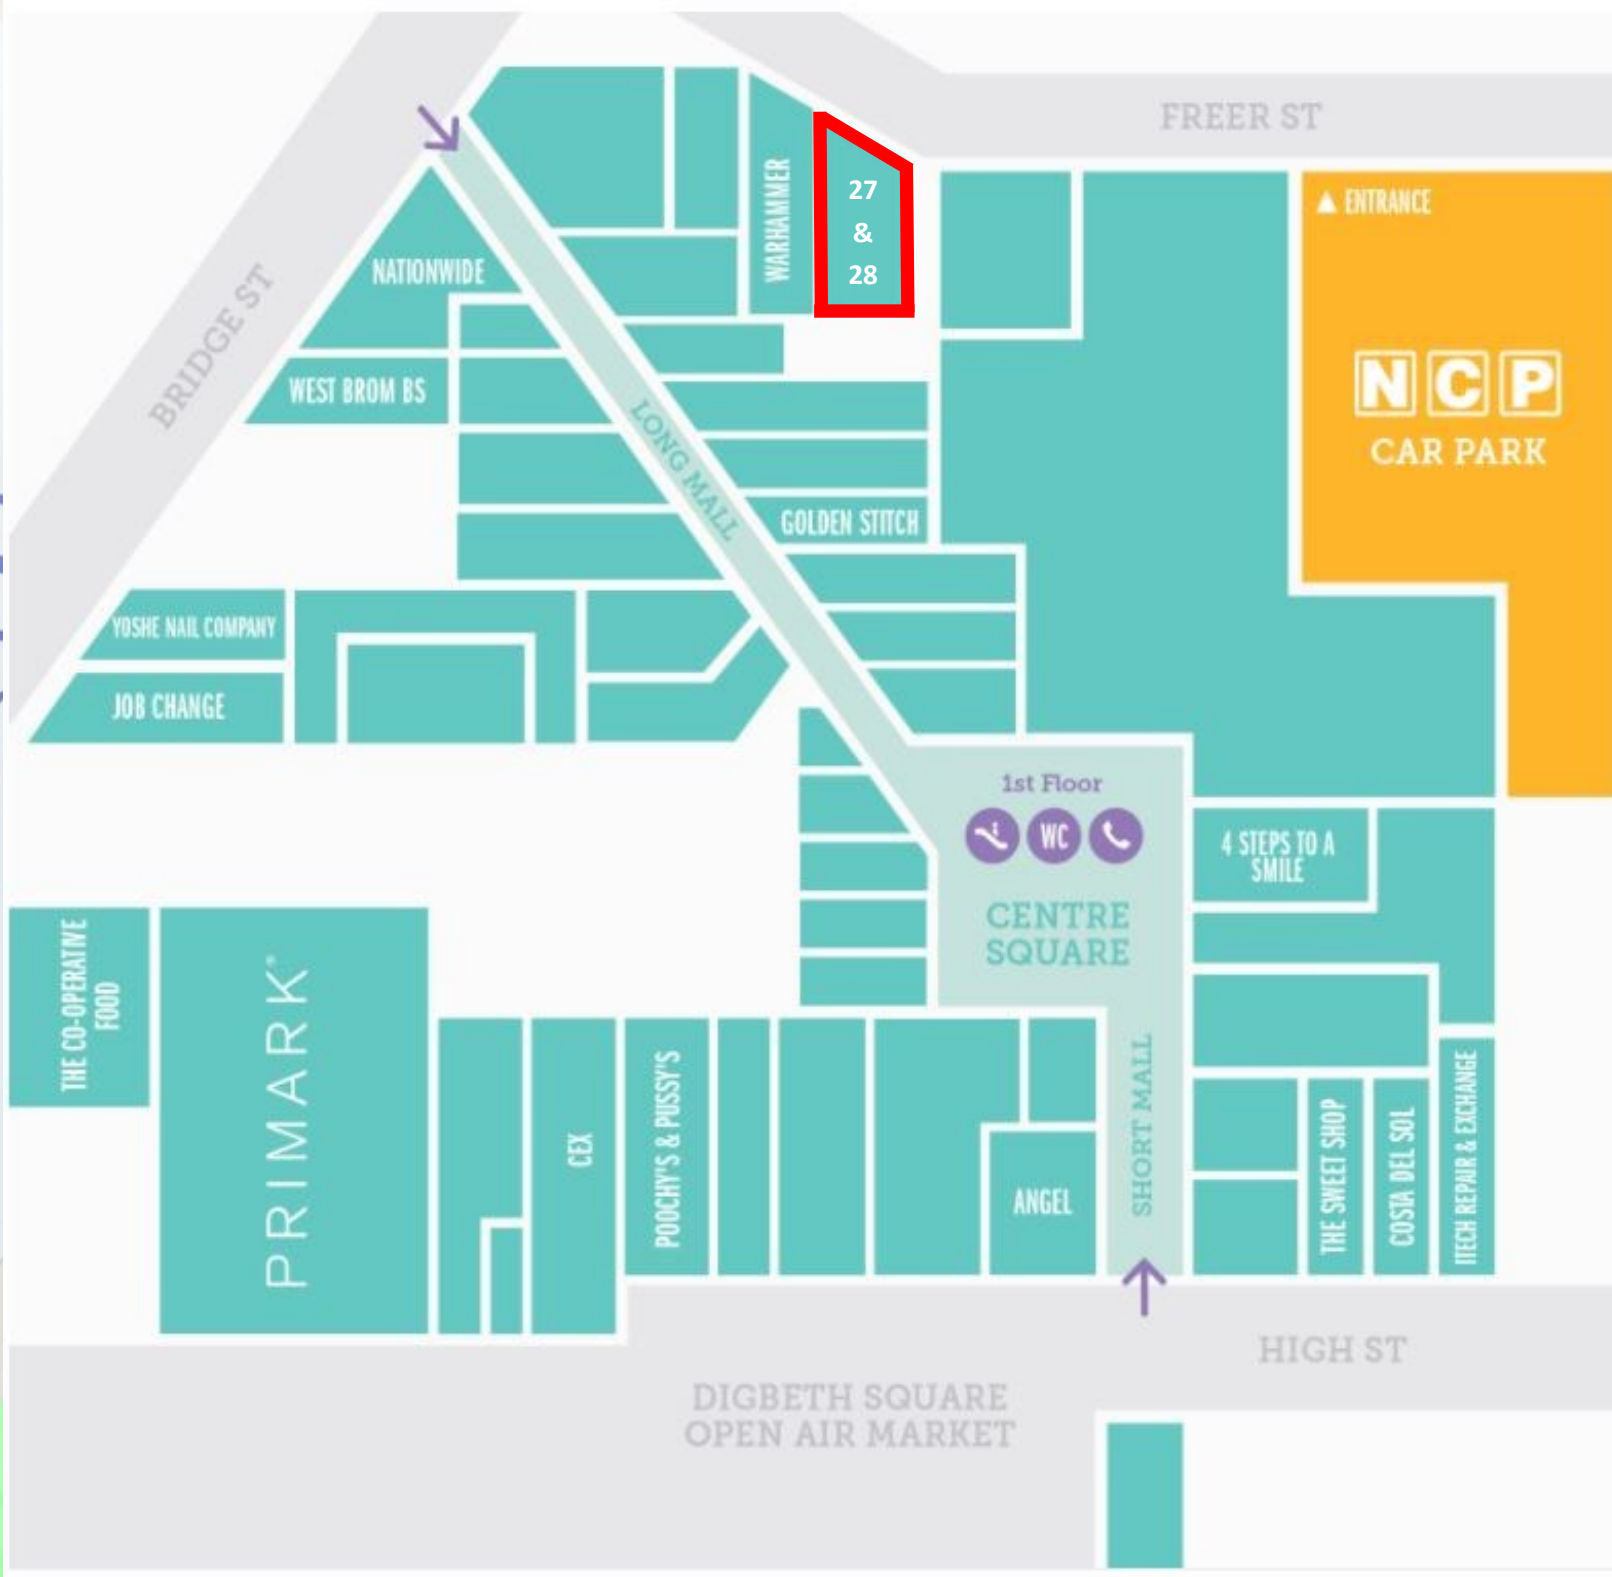 FREER ST
▲ ENTRANCE
WARHAMMER
27
&
28
NATIONWIDE
BRIDGE ST
NCP
CAR PARK
WEST BROM BS
LONG MALL
GOLDEN STITCH
YOSHE NAIL COMPANY
JOB CHANGE
1st Floor
WC
4 STEPS TO A
SMILE
CENTRE
SQUARE
THE CO-OPERATIVE
FOOD
PRIMARK®
CEX
POOCHY'S & PUSSY'S
ANGEL
SHORT MALL
THE SWEET SHOP
COSTA DEL SOL
ITECH REPAIR & EXCHANGE
HIGH ST
DIGBETH SQUARE
OPEN AIR MARKET